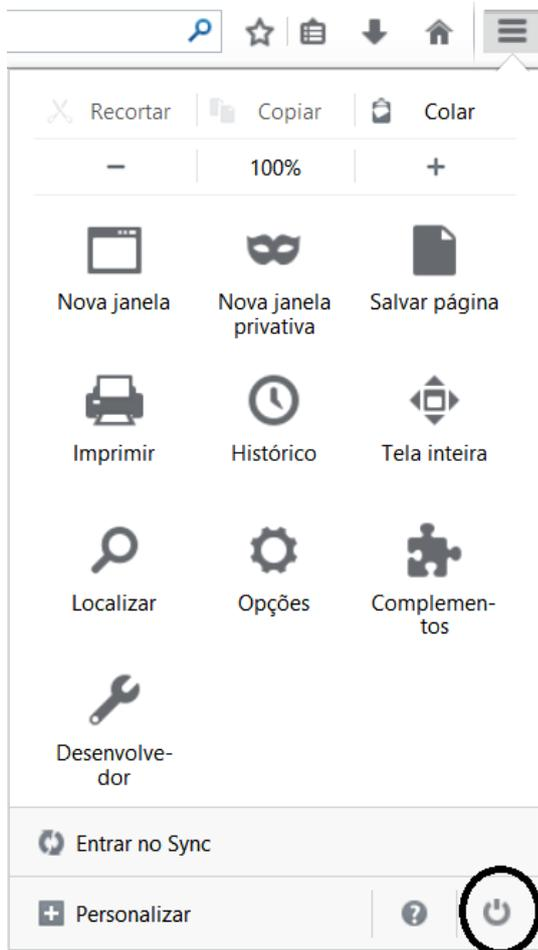 Recortar Copiar Colar
− 100% +
Nova janela Nova janela Salvar página
privativa
Imprimir Histórico Tela inteira
Localizar Opções Complemen-
tos
Desenvolve-
dor
Entrar no Sync
Personalizar ?